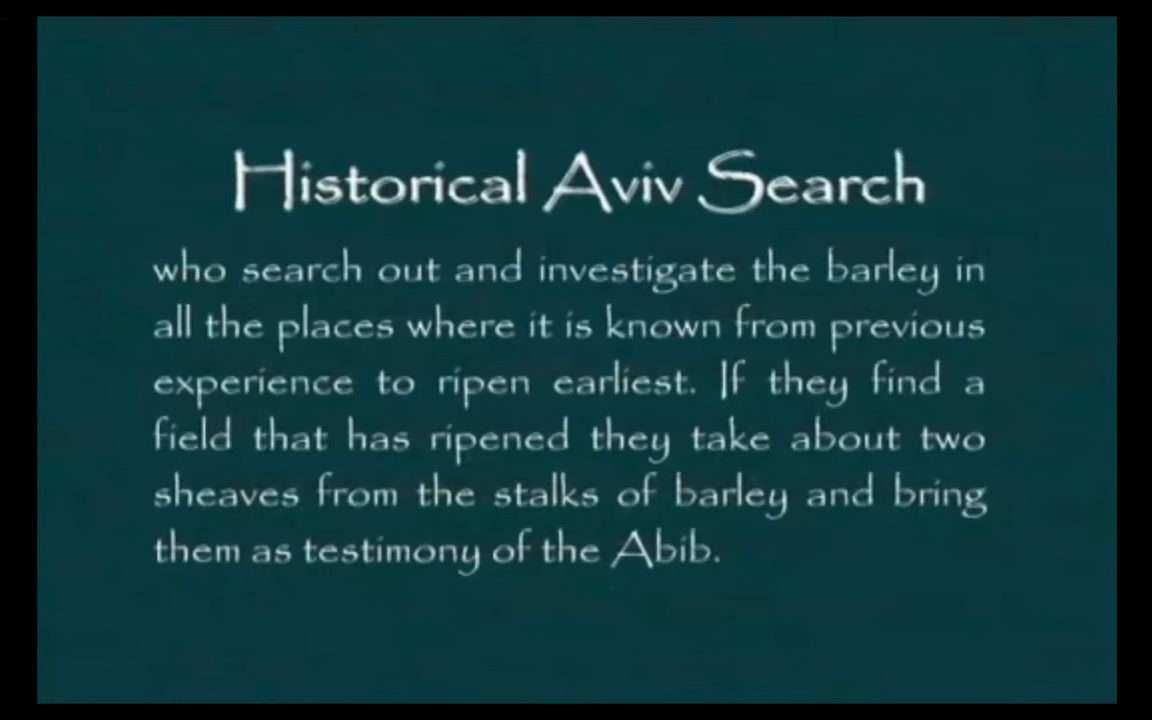 Historical Aviv Search
who search out and investigate the barley in
all the places where it is known from previous
experience to ripen earliest. If they find a
field that has ripened they take about two
sheaves from the stalks of barley and bring
them as testimony of the Abib.